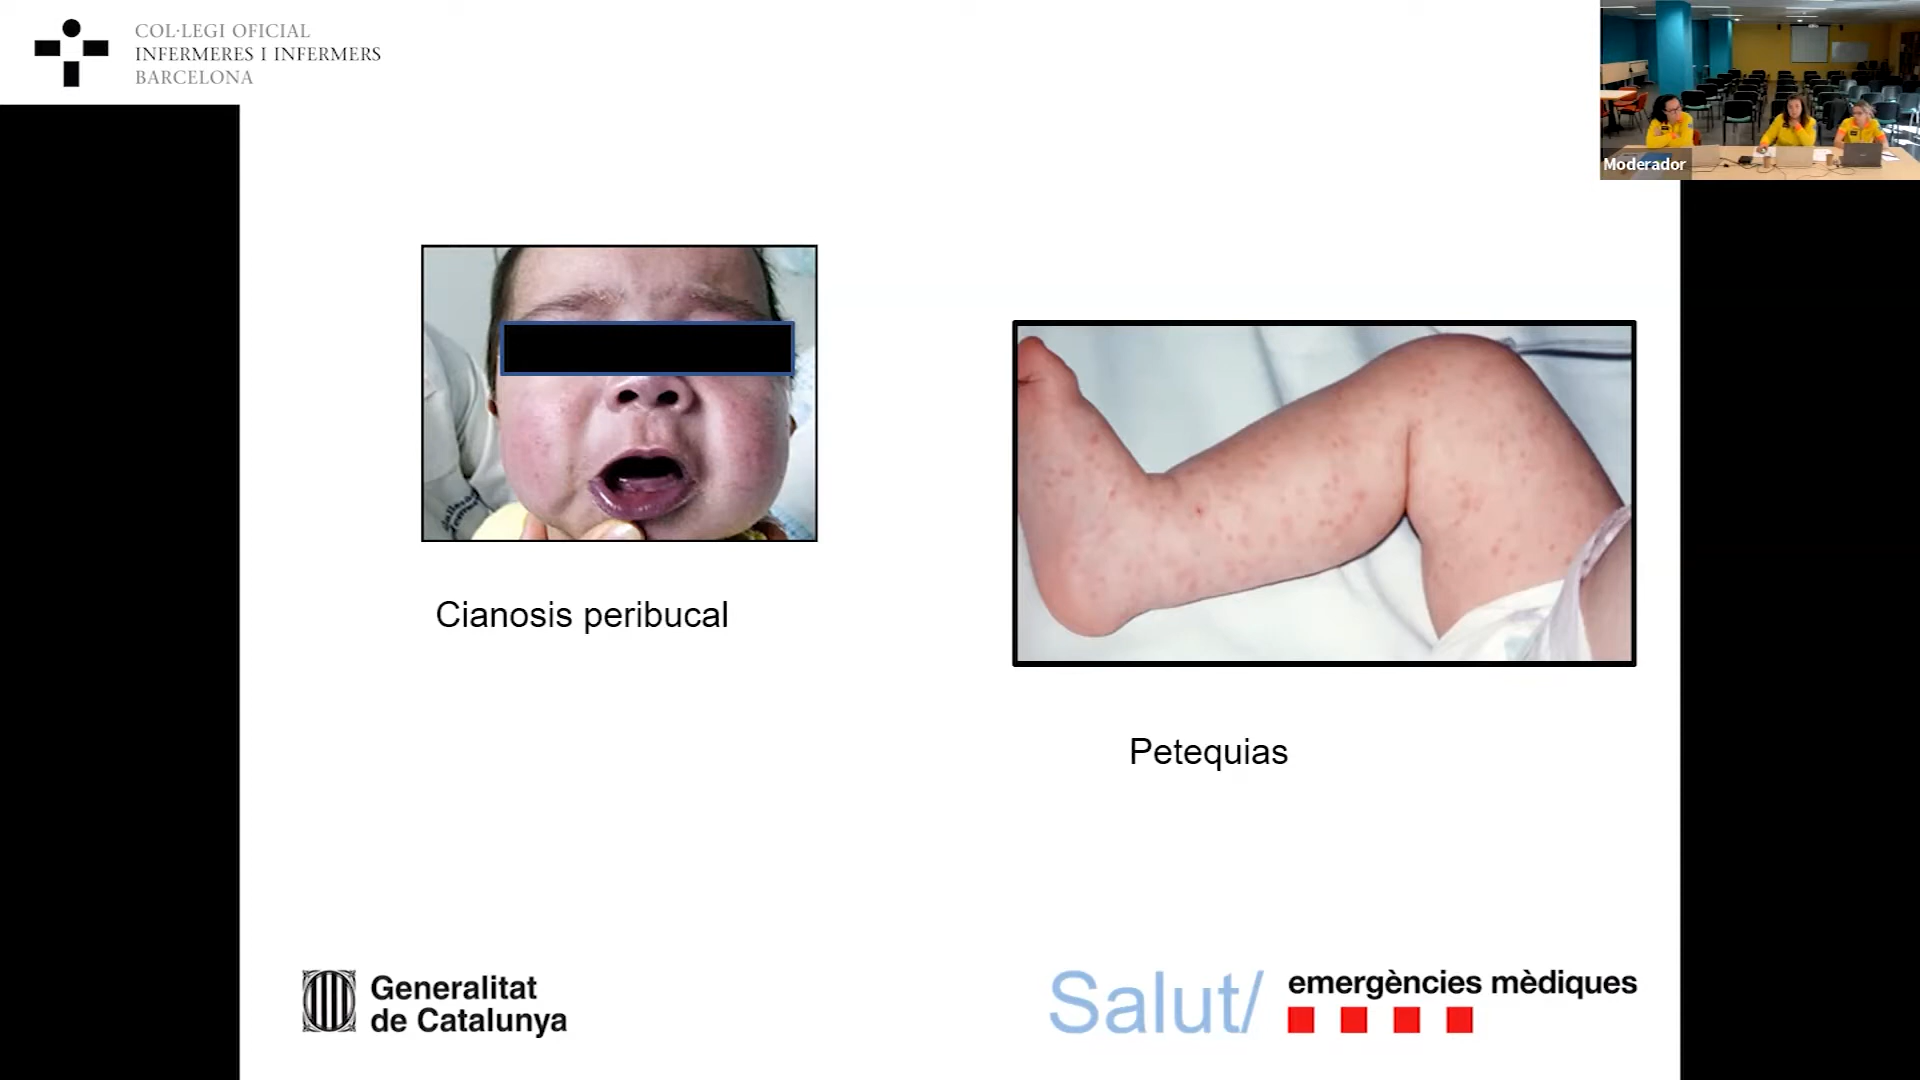 COL·LEGI OFICIAL
INFERMERES I INFERMERS
BARCELONA
Moderador
Cianosis peribucal
Petequias
Generalitat
de Catalunya
Salut/
emergències mèdiques